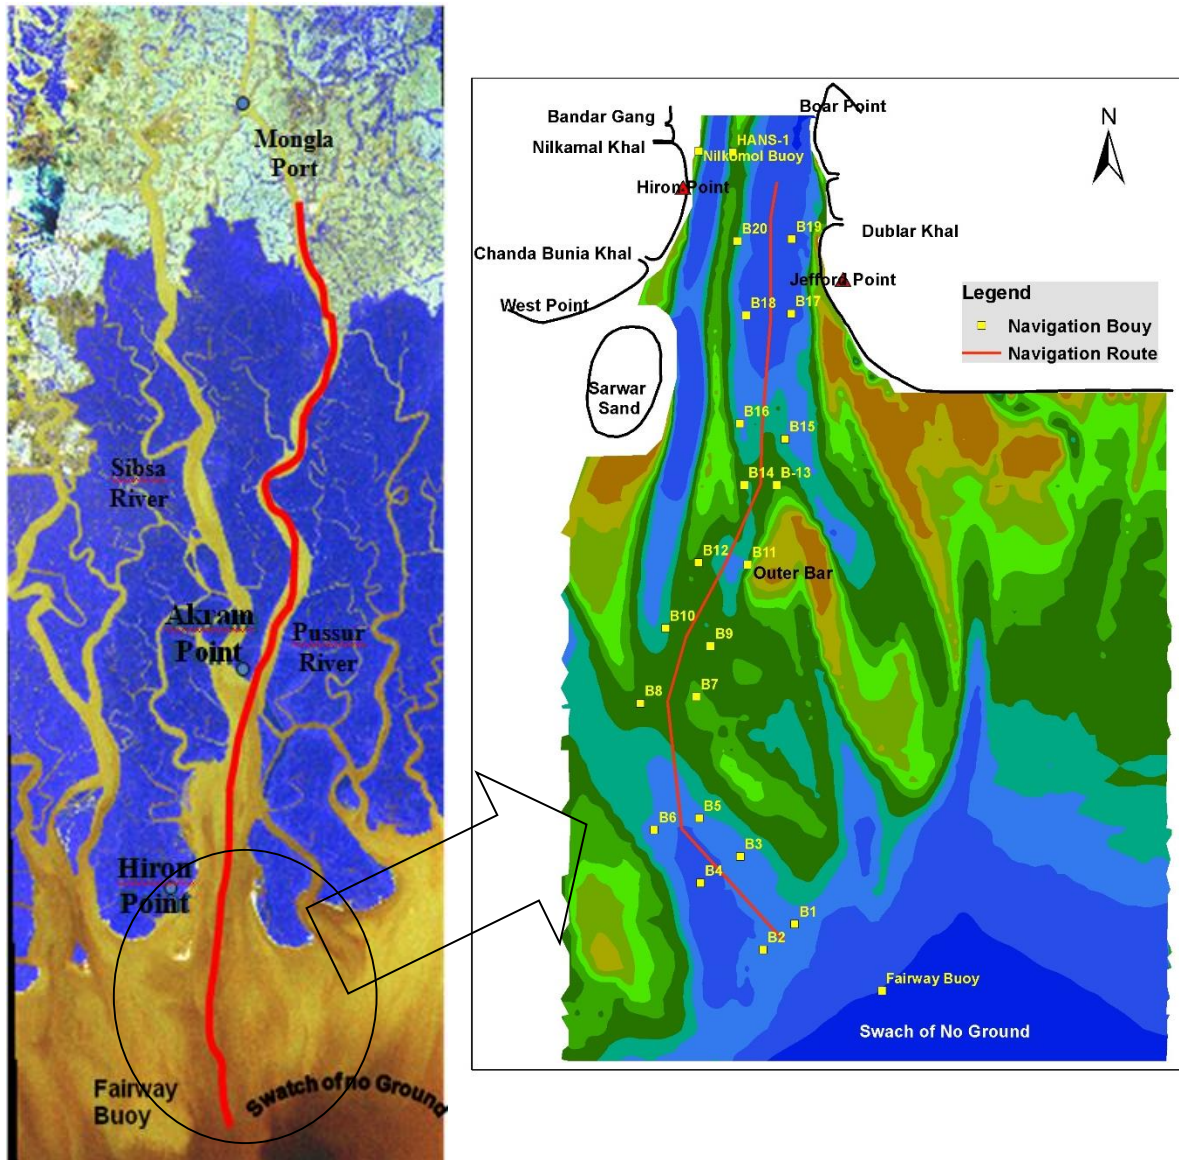 Mongla
Port
Sibsa
River
Akram
Point
Pussur
River
Hiron
Point
Fairway
Buoy
Swatch of no Ground
Bandar Gang
Nilkamal Khal
Hiron Point
Chanda Bunia Khal
West Point
Sarwar
Sand
Boar Point
HANS-1
Nilkomol Buoy
N
Dublar Khal
Jefford Point
Legend
Navigation Bouy
Navigation Route
B20
B19
B18
B17
B16
B15
B14
B-13
B12
B11
Outer Bar
B10
B9
B8
B7
B6
B5
B3
B4
B1
B2
Fairway Buoy
Swach of No Ground